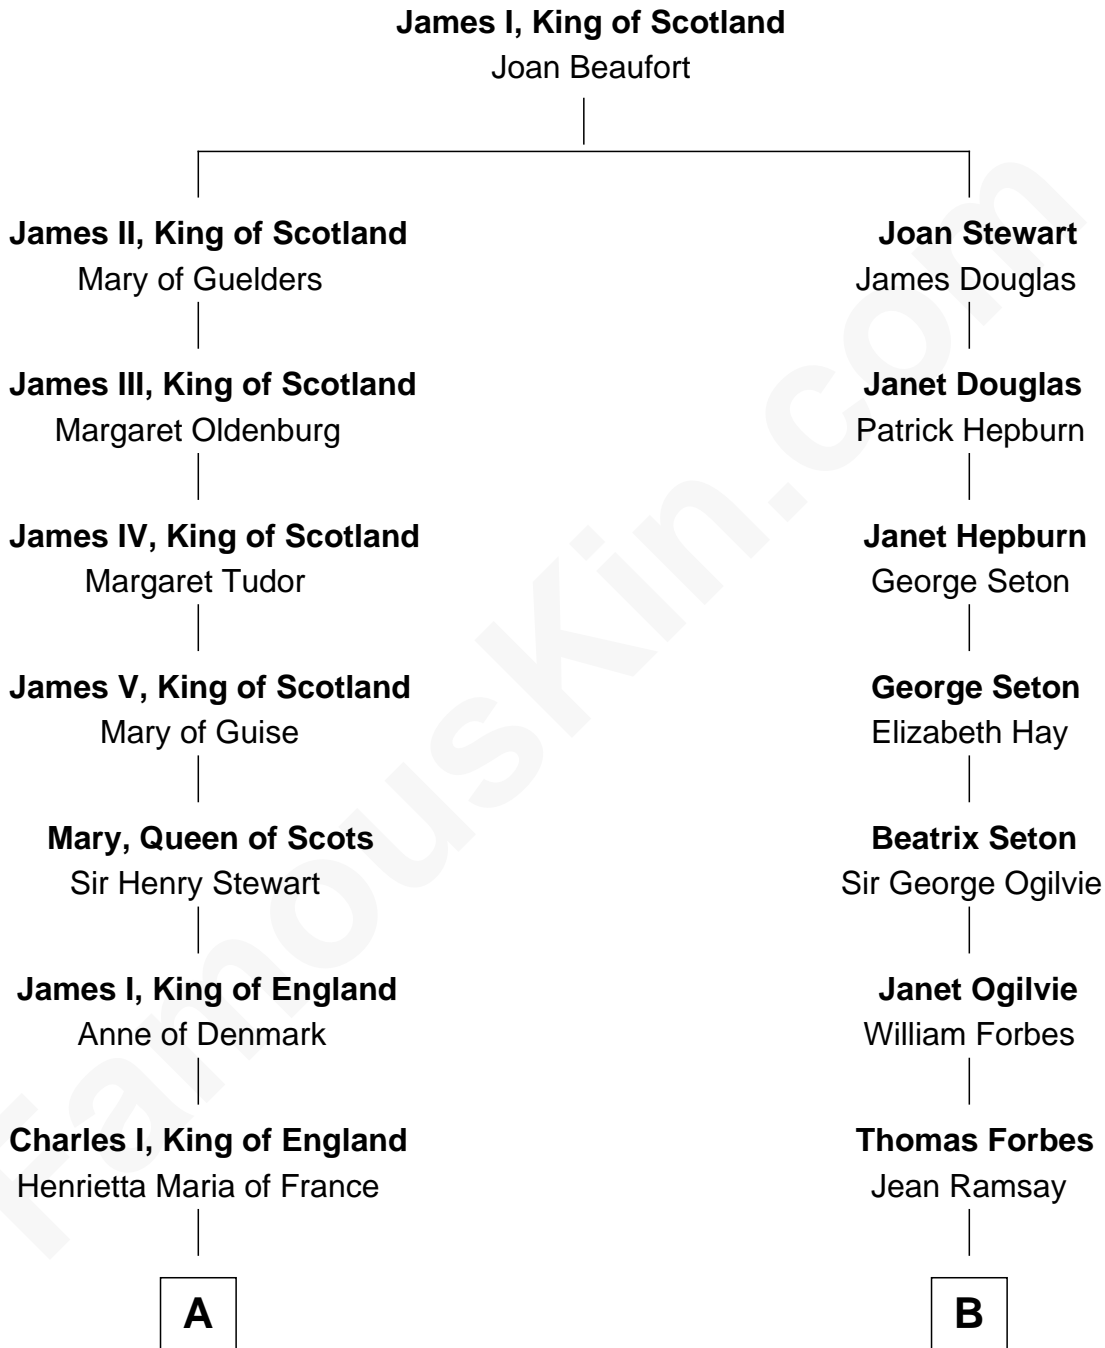 James I, King of Scotland
Joan Beaufort
James II, King of Scotland
Mary of Guelders
James III, King of Scotland
Margaret Oldenburg
James IV, King of Scotland
Margaret Tudor
James V, King of Scotland
Mary of Guise
Mary, Queen of Scots
Sir Henry Stewart
James I, King of England
Anne of Denmark
Charles I, King of England
Henrietta Maria of France
A
Joan Stewart
James Douglas
Janet Douglas
Patrick Hepburn
Janet Hepburn
George Seton
George Seton
Elizabeth Hay
Beatrix Seton
Sir George Ogilvie
Janet Ogilvie
William Forbes
Thomas Forbes
Jean Ramsay
B
FamousKin.com